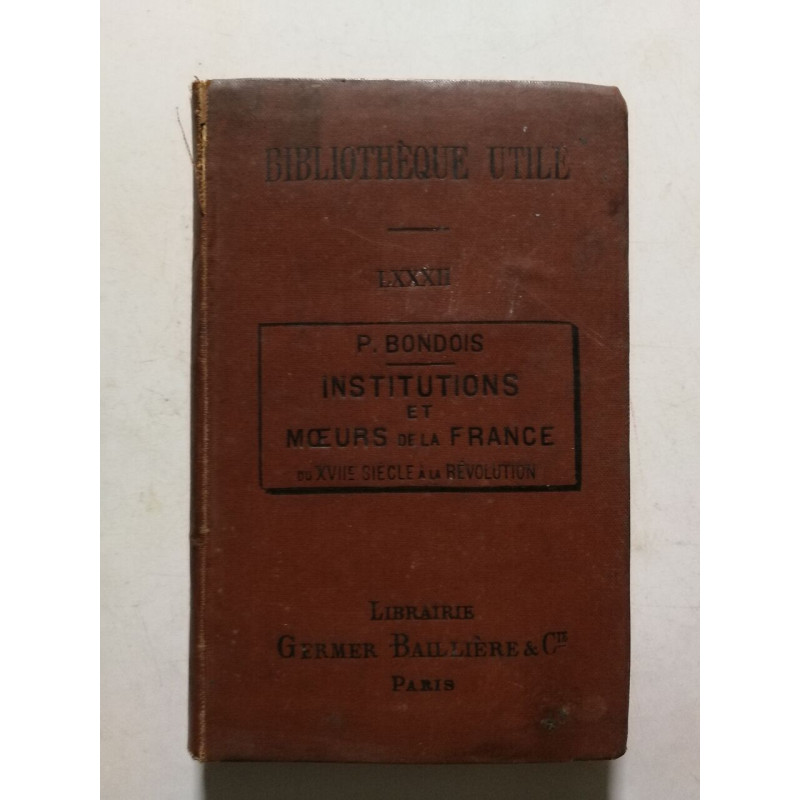 BIBLIOTHÈQUE UTILE
LXXXII
P. BONDOIS
INSTITUTIONS
ET
MŒURS DE LA FRANCE
DU XVIIE SIÈCLE À LA RÉVOLUTION
LIBRAIRIE
GERMER BAILLIÈRE & CIE
PARIS